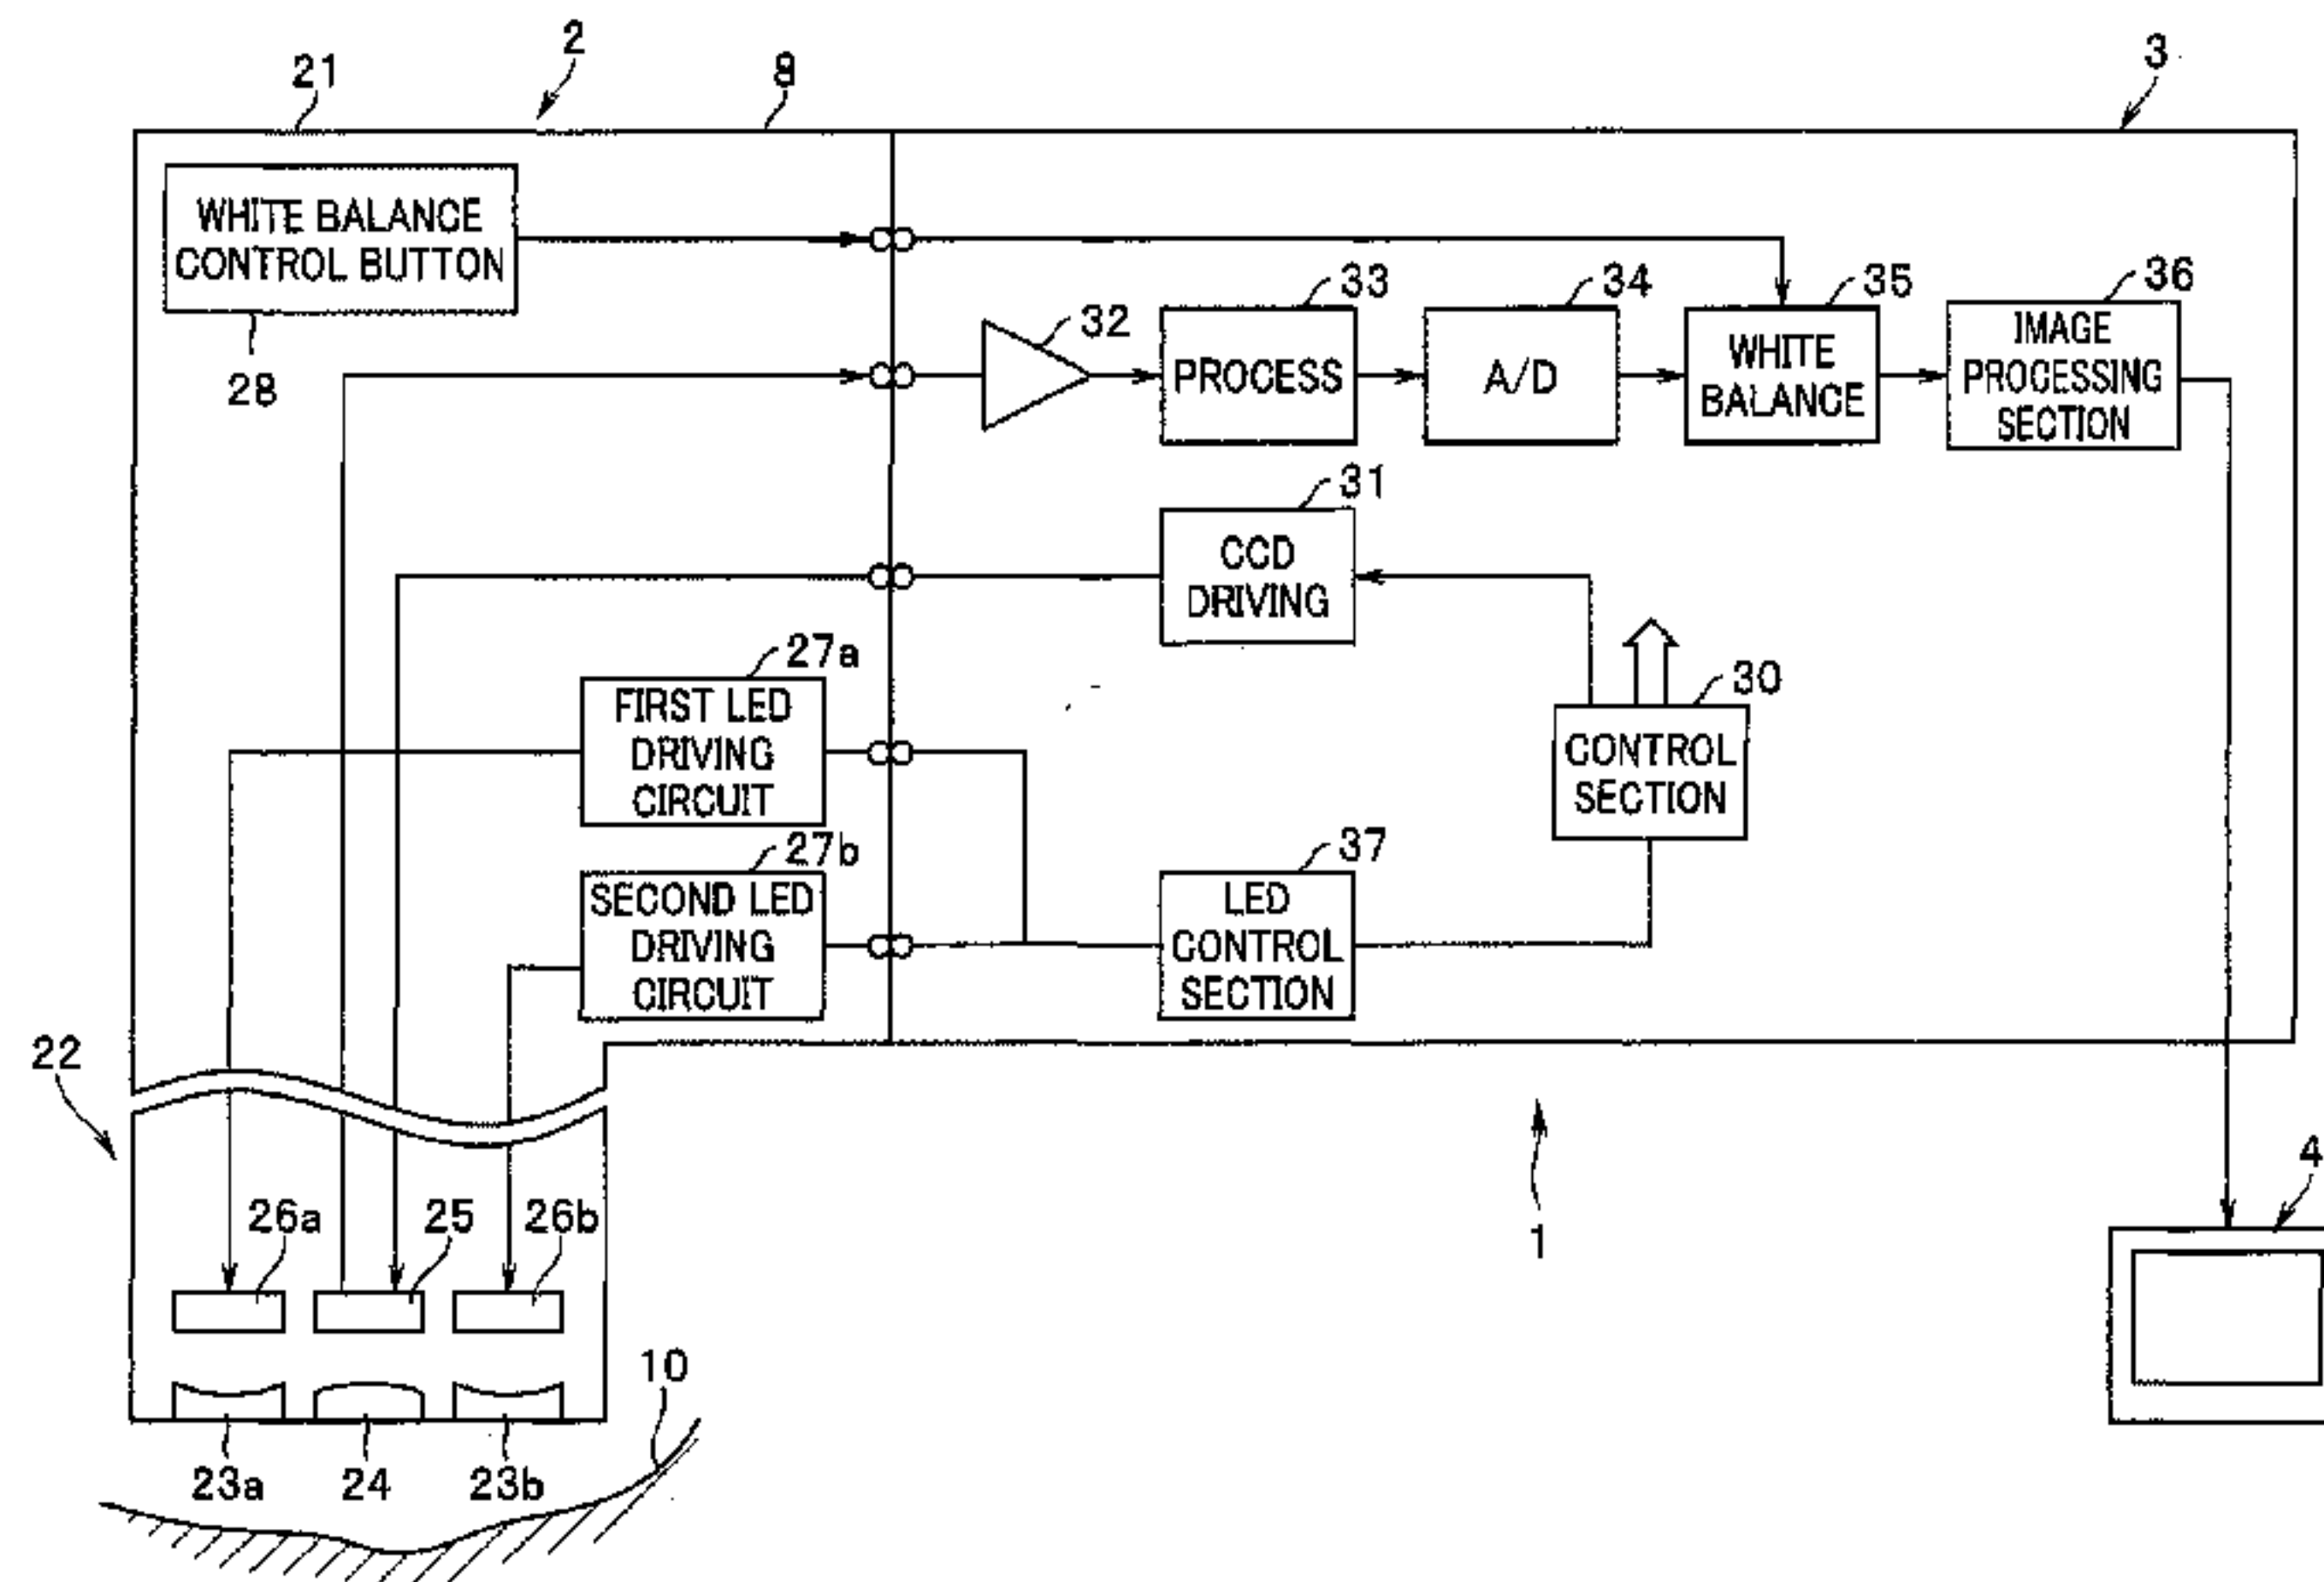 2
3
21
9
WHITE BALANCE
CONTROL BUTTON
28
32
33
PROCESS
34
A/D
35
WHITE
BALANCE
36
IMAGE
PROCESSING
SECTION
31
CCD
DRIVING
27a
FIRST LED
DRIVING
CIRCUIT
30
CONTROL
SECTION
27b
SECOND LED
DRIVING
CIRCUIT
37
LED
CONTROL
SECTION
22
1
4
26a
25
26b
10
23a
24
23b